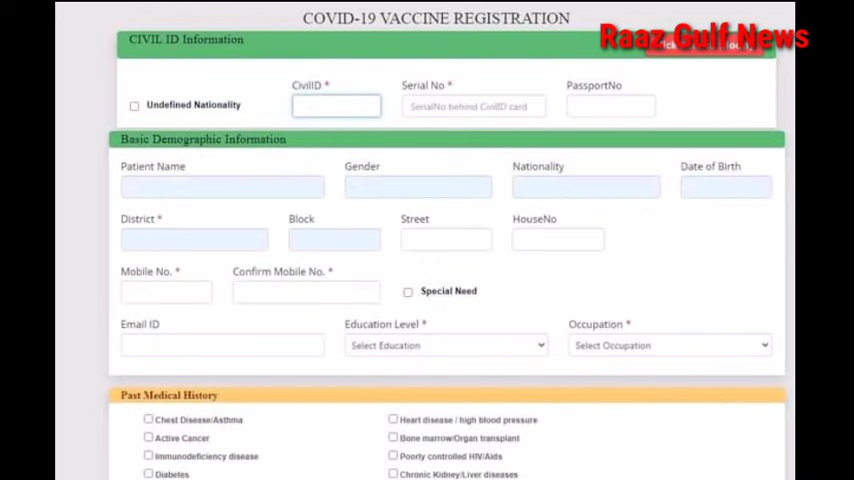 COVID-19 VACCINE REGISTRATION
Raaz Gulf News
CIVIL ID Information
CivilID * Serial No * PassportNo
Undefined Nationality SerialNo behind CivilID card
Basic Demographic Information
Patient Name Gender Nationality Date of Birth
District * Block Street HouseNo
Mobile No. * Confirm Mobile No. *
Special Need
Email ID Education Level * Occupation *
Select Education Select Occupation
Past Medical History
Chest Disease/Asthma Heart disease / high blood pressure
Active Cancer Bone marrow/Organ transplant
Immunodeficiency disease Poorly controlled HIV/Aids
Diabetes Chronic Kidney/Liver diseases